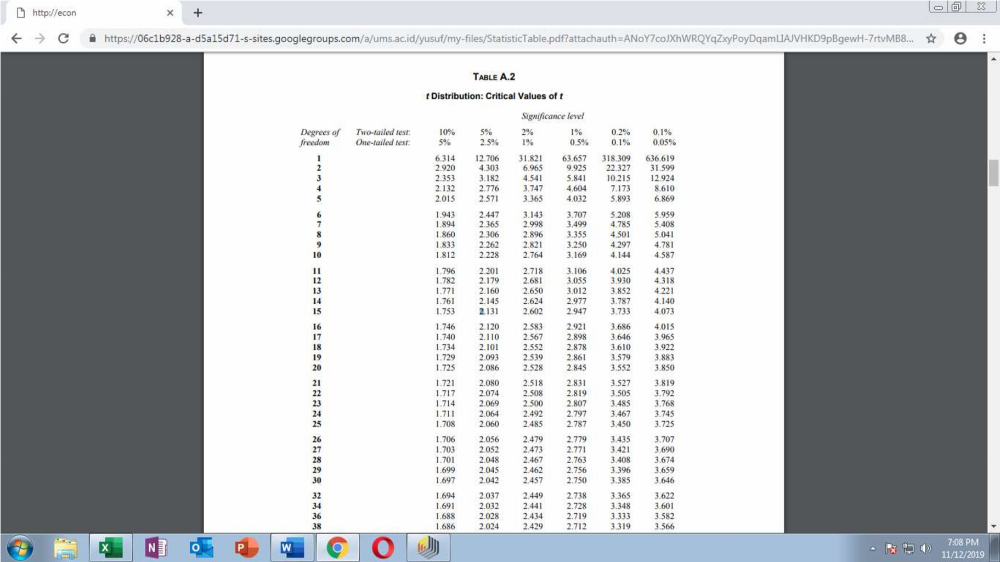 http://econ
https://06c1b928-a-d5a15d71-s-sites.googlegroups.com/a/ums.ac.id/yusuf/my-files/StatisticTable.pdf?attachauth=ANoY7coJXhWRQYqZxyPoyDqamLIAJVHKD9pBgewH-7rtvMB8...
TABLE A.2
t Distribution: Critical Values of t
Significance level
Degrees of Two-tailed test: 10% 5% 2% 1% 0.2% 0.1%
freedom One-tailed test: 5% 2.5% 1% 0.5% 0.1% 0.05%
1 6.314 12.706 31.821 63.657 318.309 636.619
2 2.920 4.303 6.965 9.925 22.327 31.599
3 2.353 3.182 4.541 5.841 10.215 12.924
4 2.132 2.776 3.747 4.604 7.173 8.610
5 2.015 2.571 3.365 4.032 5.893 6.869
6 1.943 2.447 3.143 3.707 5.208 5.959
7 1.894 2.365 2.998 3.499 4.785 5.408
8 1.860 2.306 2.896 3.355 4.501 5.041
9 1.833 2.262 2.821 3.250 4.297 4.781
10 1.812 2.228 2.764 3.169 4.144 4.587
11 1.796 2.201 2.718 3.106 4.025 4.437
12 1.782 2.179 2.681 3.055 3.930 4.318
13 1.771 2.160 2.650 3.012 3.852 4.221
14 1.761 2.145 2.624 2.977 3.787 4.140
15 1.753 2.131 2.602 2.947 3.733 4.073
16 1.746 2.120 2.583 2.921 3.686 4.015
17 1.740 2.110 2.567 2.898 3.646 3.965
18 1.734 2.101 2.552 2.878 3.610 3.922
19 1.729 2.093 2.539 2.861 3.579 3.883
20 1.725 2.086 2.528 2.845 3.552 3.850
21 1.721 2.080 2.518 2.831 3.527 3.819
22 1.717 2.074 2.508 2.819 3.505 3.792
23 1.714 2.069 2.500 2.807 3.485 3.768
24 1.711 2.064 2.492 2.797 3.467 3.745
25 1.708 2.060 2.485 2.787 3.450 3.725
26 1.706 2.056 2.479 2.779 3.435 3.707
27 1.703 2.052 2.473 2.771 3.421 3.690
28 1.701 2.048 2.467 2.763 3.408 3.674
29 1.699 2.045 2.462 2.756 3.396 3.659
30 1.697 2.042 2.457 2.750 3.385 3.646
32 1.694 2.037 2.449 2.738 3.365 3.622
34 1.691 2.032 2.441 2.728 3.348 3.601
36 1.688 2.028 2.434 2.719 3.333 3.582
38 1.686 2.024 2.429 2.712 3.319 3.566
7:08 PM
11/12/2019